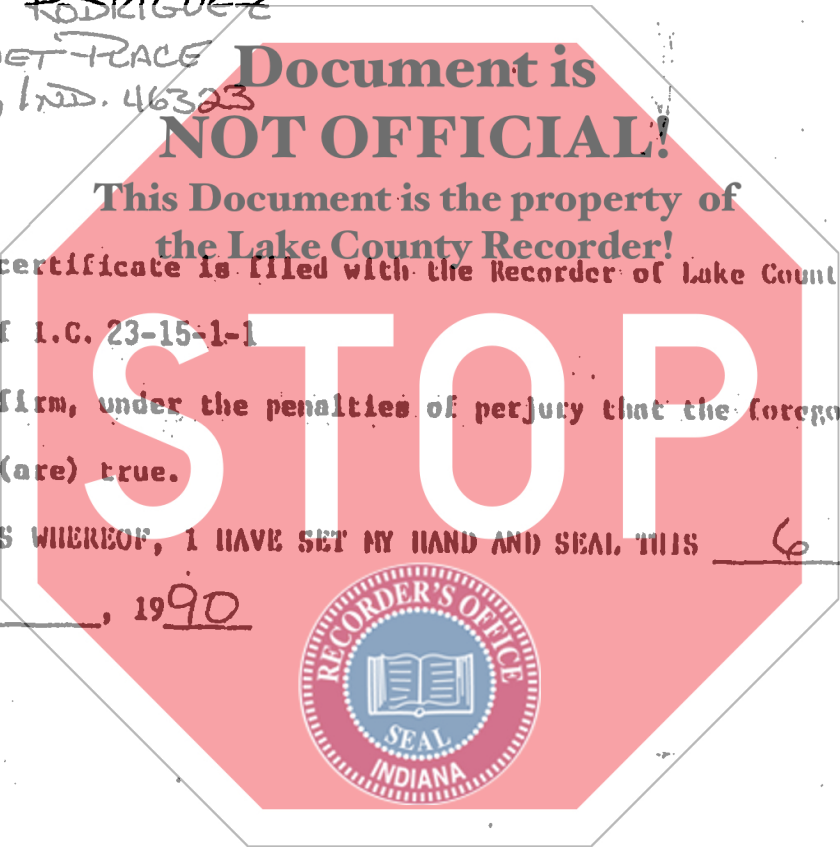 RODRIGUEZ
PLACE
Document is
, IND. 46323
NOT OFFICIAL!
This Document is the property of
the Lake County Recorder!
certificate is filed with the Recorder of Lake Count
f I.C. 23-15-1-1
STOP
firm, under the penalties of perjury that the forego
(are) true.
S WHEREOF, I HAVE SET MY HAND AND SEAL THIS 6
, 1990
RECORDER'S OFFICE
SEAL
INDIANA